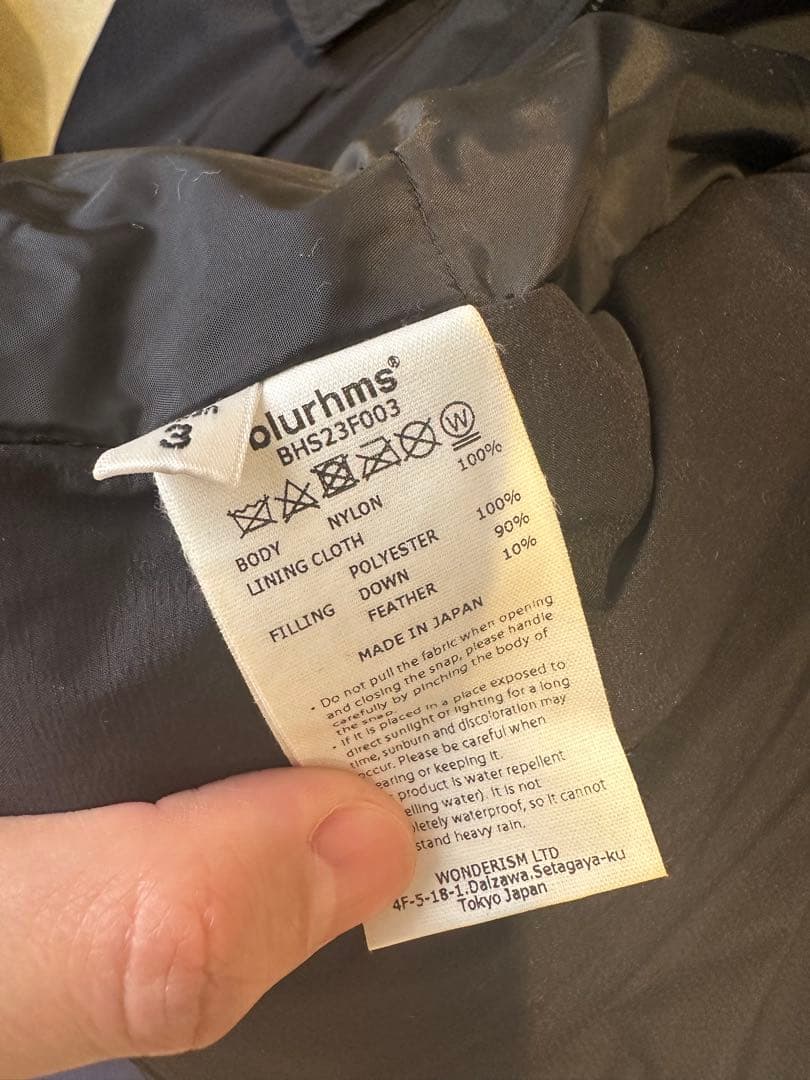 olurhms®
BHS23F003
W
BODY NYLON 100%
LINING CLOTH
POLYESTER 100%
FILLING DOWN 90%
FEATHER 10%
MADE IN JAPAN
· Do not pull the fabric when opening
and closing the snap, please handle
carefully by pinching the body of
the snap.
· If it is placed in a place exposed to
direct sunlight or lighting for a long
time, sunburn and discoloration may
occur. Please be careful when
earing or keeping it.
product is water repellent
elling water). It is not
letely waterproof, so it cannot
stand heavy rain.
WONDERISM LTD
4F-5-18-1.Daizawa.Setagaya-ku
Tokyo Japan
3